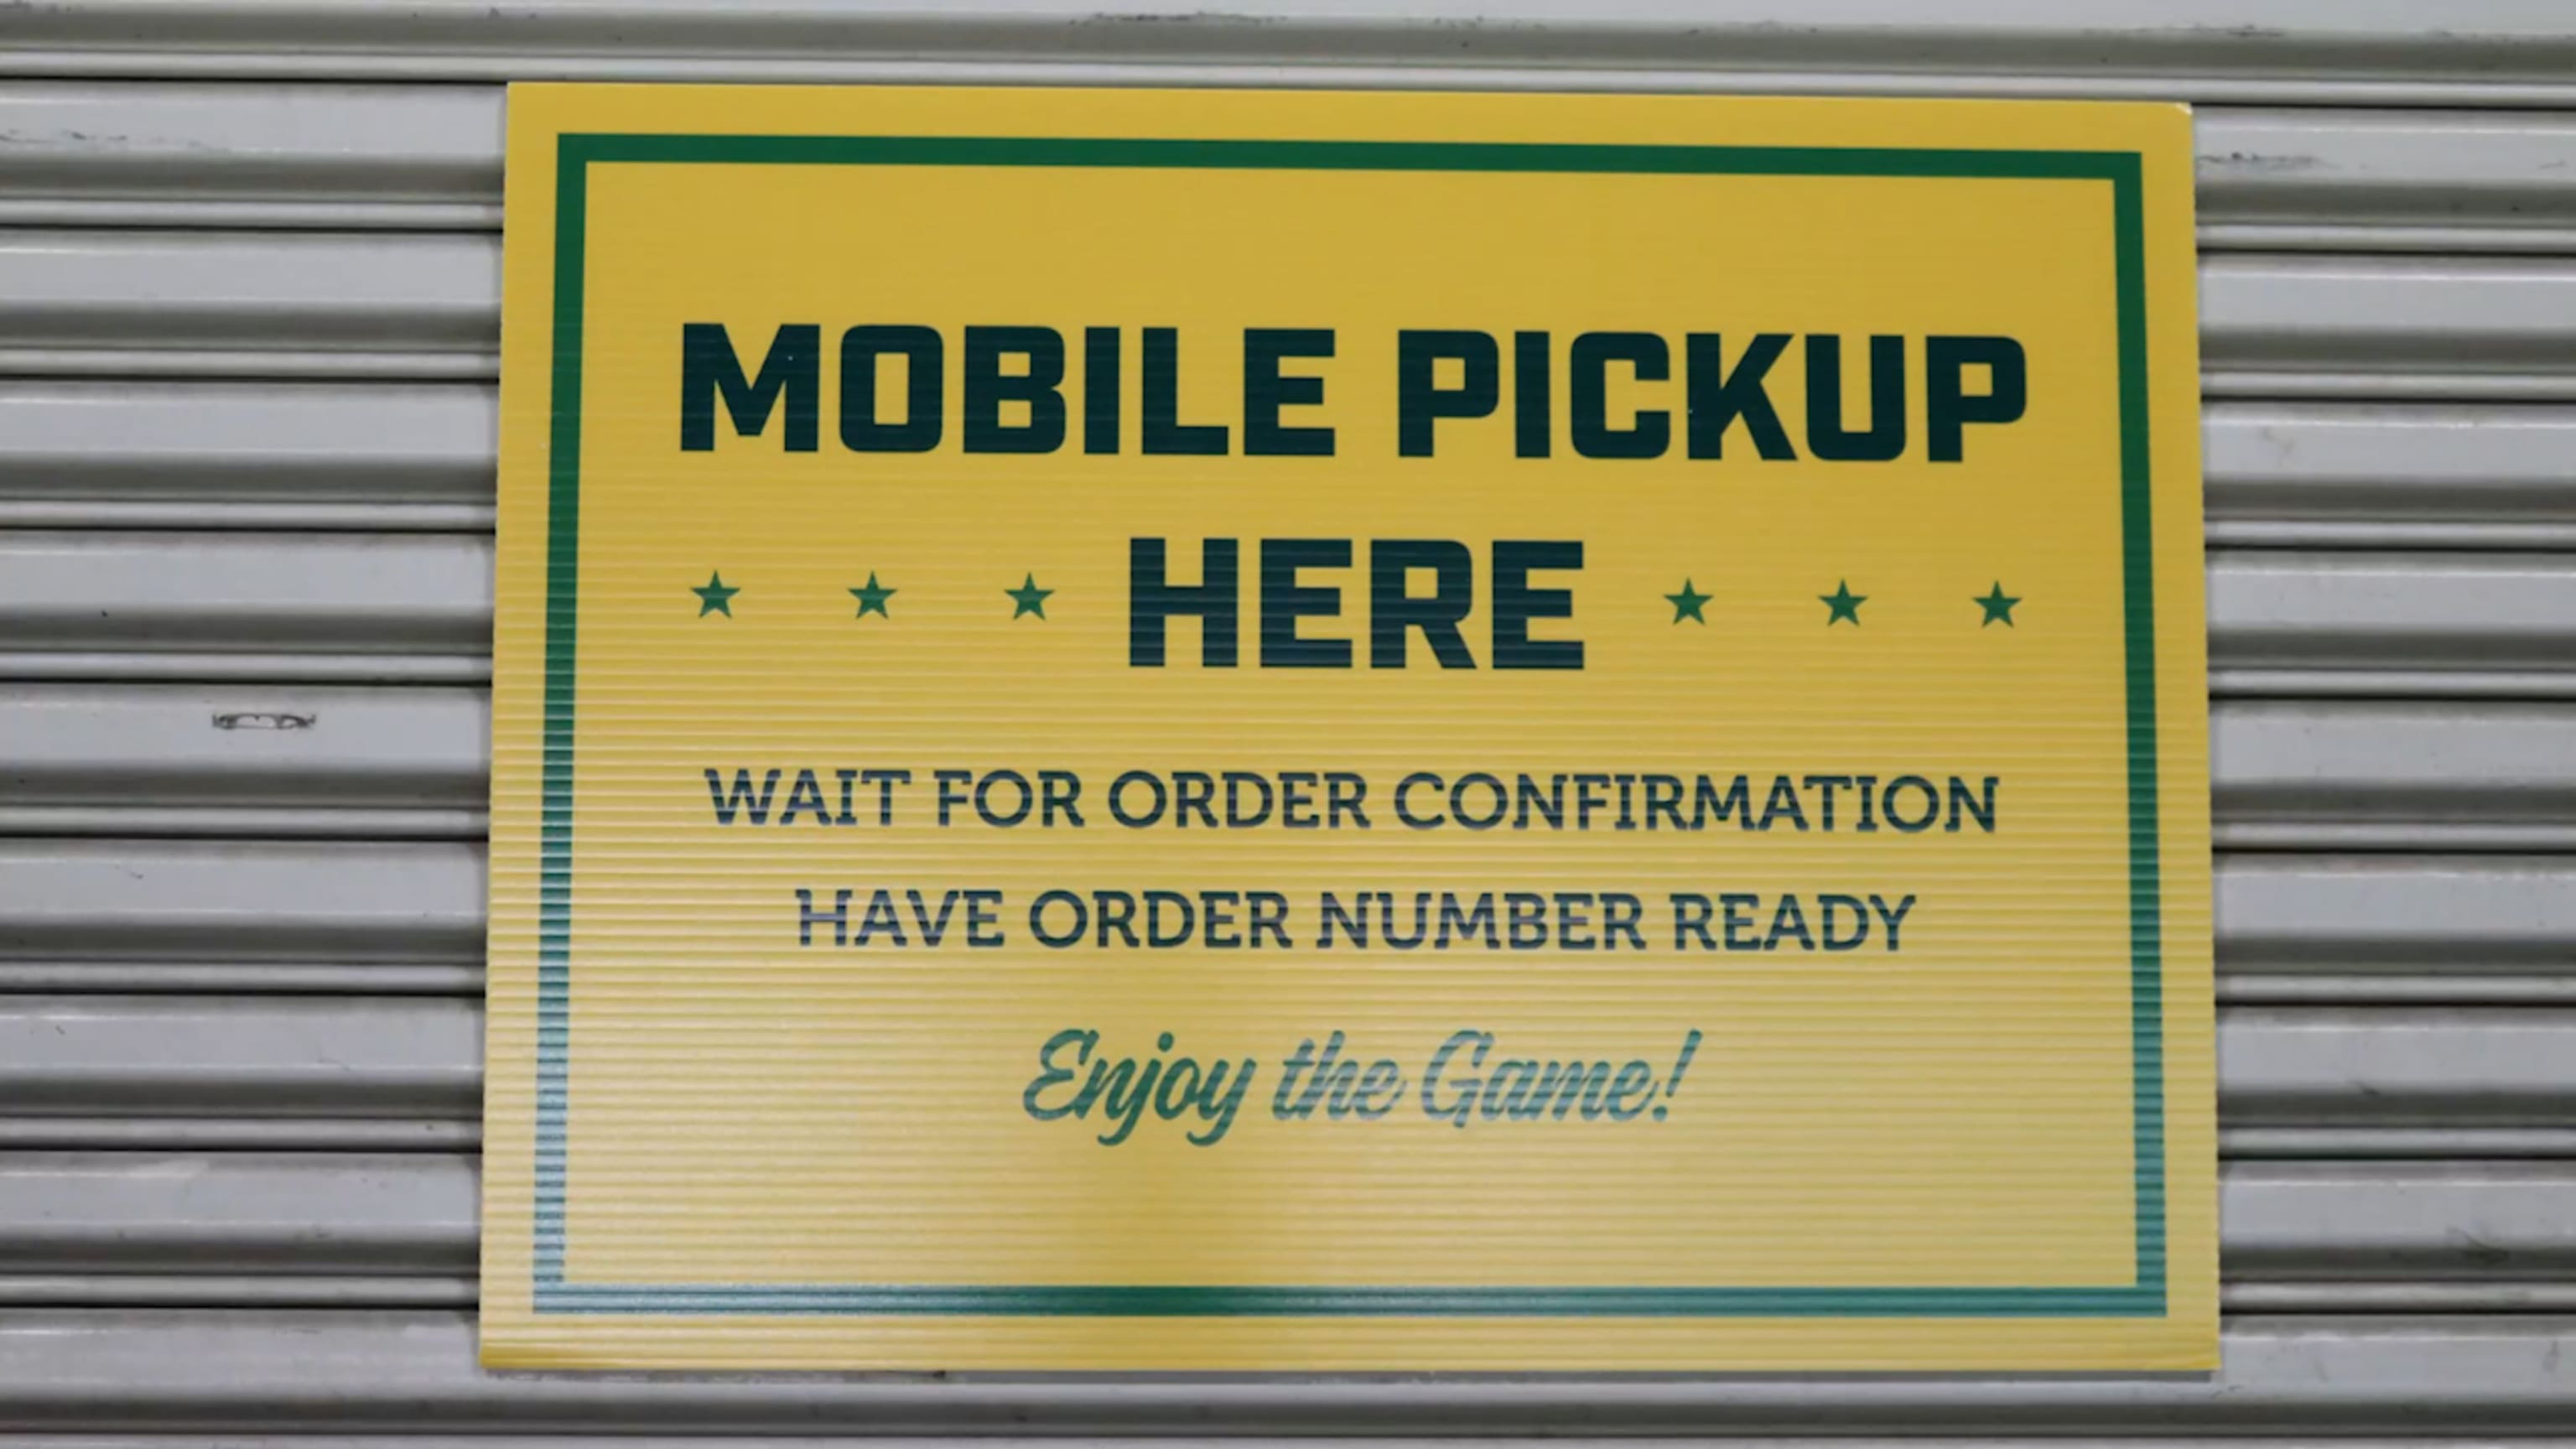 MOBILE PICKUP
★ ★ ★ HERE ★ ★ ★
WAIT FOR ORDER CONFIRMATION
HAVE ORDER NUMBER READY
Enjoy the Game!